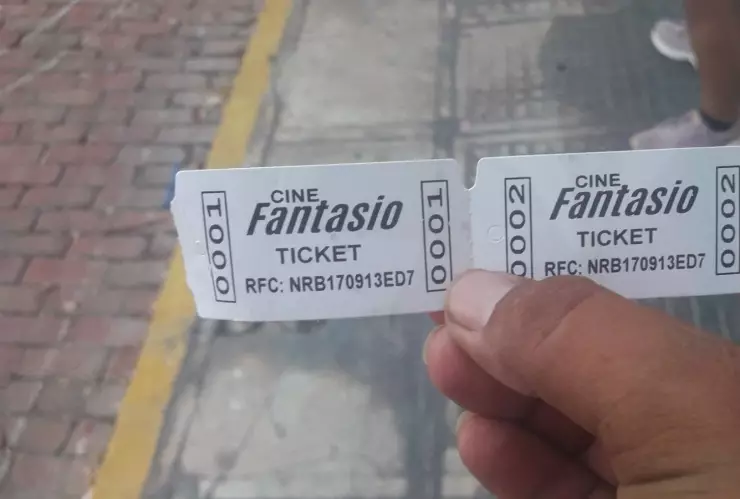 0001
CINE
Fantasio
TICKET
RFC: NRB170913ED7
0001
0002
CINE
Fantasio
TICKET
RFC: NRB170913ED7
0002